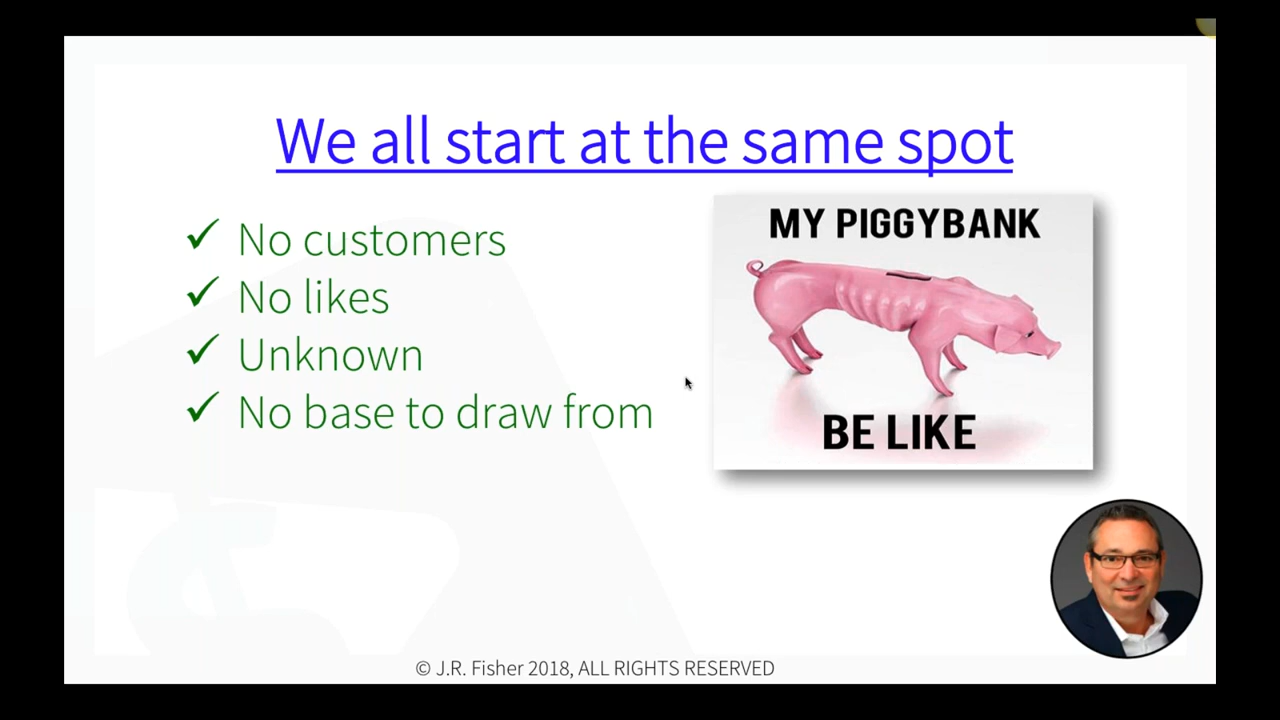 We all start at the same spot
✓ No customers
✓ No likes
✓ Unknown
✓ No base to draw from
MY PIGGYBANK
BE LIKE
© J.R. Fisher 2018, ALL RIGHTS RESERVED